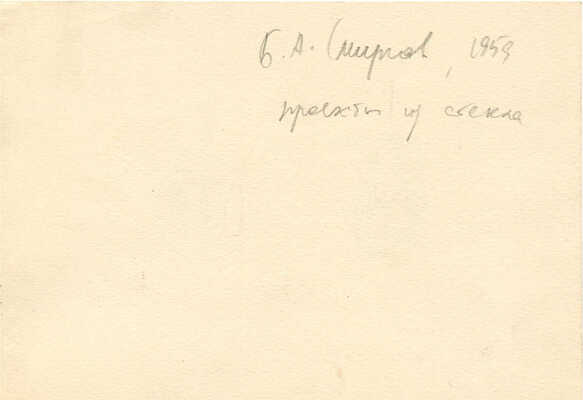 Б. А. Смирнов, 1959
проекты из стекла